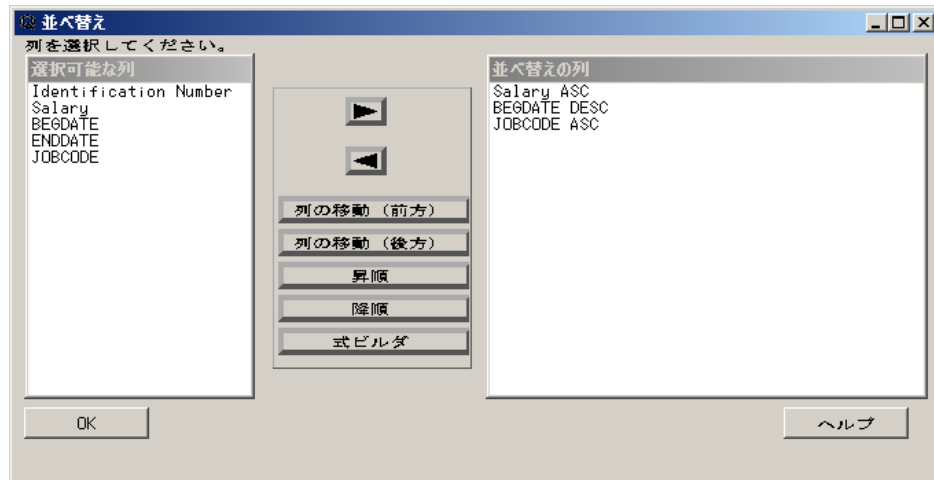 並べ替え
列を選択してください。
選択可能な列
Identification Number
Salary
BEGDATE
ENDDATE
JOBCODE
列の移動（前方）
列の移動（後方）
昇順
降順
式ビルダ
並べ替えの列
Salary ASC
BEGDATE DESC
JOBCODE ASC
OK
ヘルプ